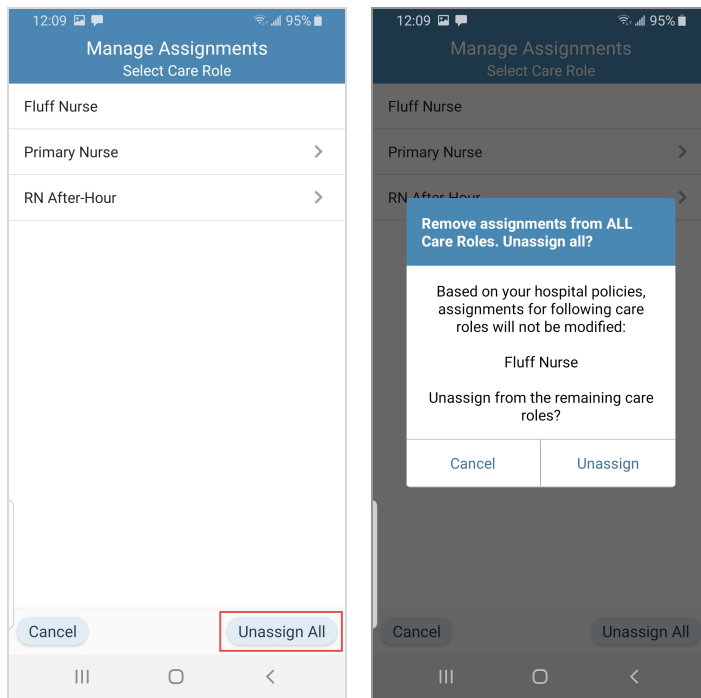 12:09 95%
Manage Assignments
Select Care Role
Fluff Nurse
Primary Nurse
RN After-Hour
Cancel Unassign All
12:09 95%
Manage Assignments
Select Care Role
Fluff Nurse
Primary Nurse
RN After-Hour
Remove assignments from ALL
Care Roles. Unassign all?
Based on your hospital policies,
assignments for following care
roles will not be modified:
Fluff Nurse
Unassign from the remaining care
roles?
Cancel Unassign
Cancel Unassign All